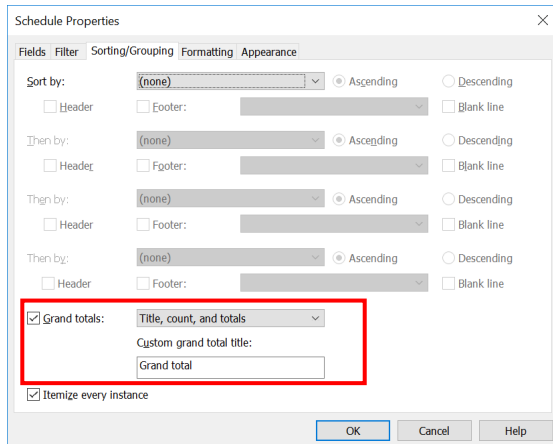 Schedule Properties
Fields Filter Sorting/Grouping Formatting Appearance
Sort by: (none) Ascending Descending
Header Footer: Blank line
Then by: (none) Ascending Descending
Header Footer: Blank line
Then by: (none) Ascending Descending
Header Footer: Blank line
Then by: (none) Ascending Descending
Header Footer: Blank line
Grand totals: Title, count, and totals
Custom grand total title:
Grand total
Itemize every instance
OK Cancel Help